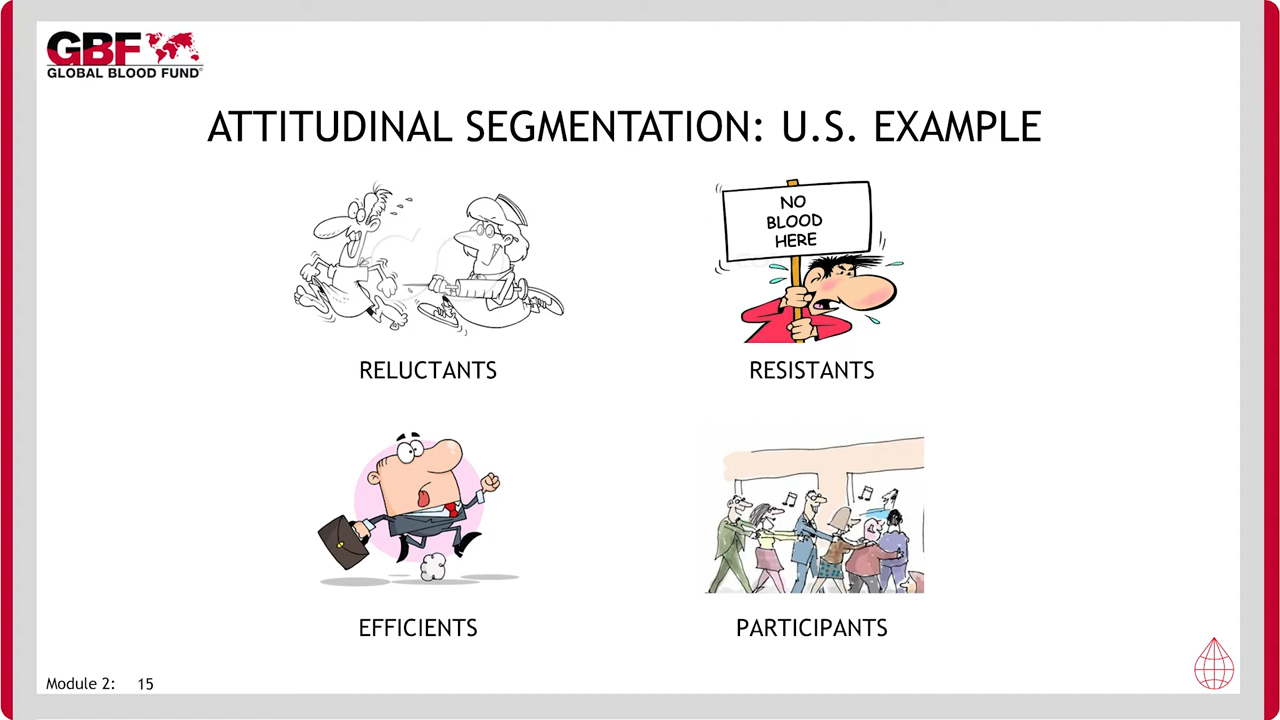 GBF
GLOBAL BLOOD FUND
ATTITUDINAL SEGMENTATION: U.S. EXAMPLE
NO
BLOOD
HERE
RELUCTANTS
RESISTANTS
EFFICIENTS
PARTICIPANTS
Module 2: 15